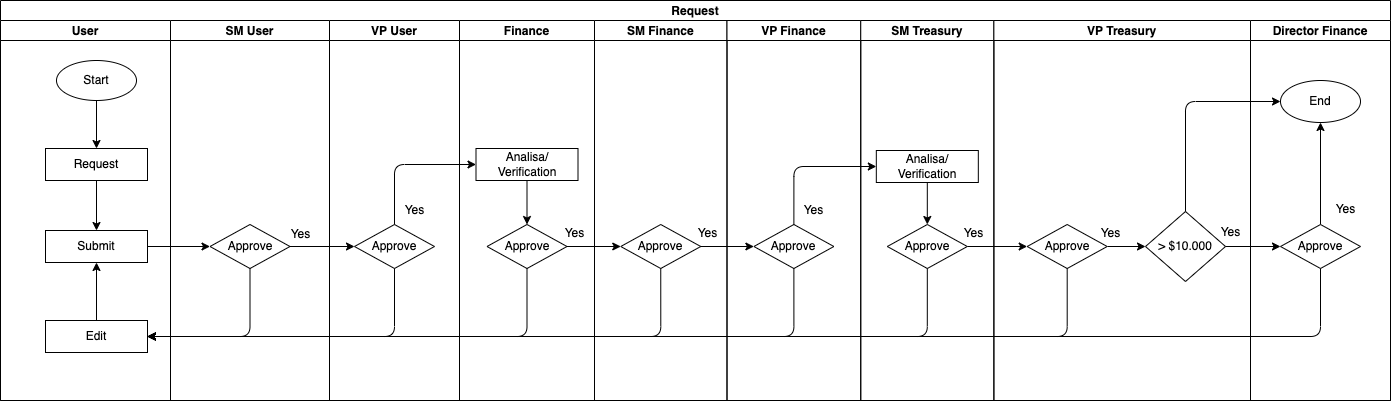 Request
User
SM User
VP User
Finance
SM Finance
VP Finance
SM Treasury
VP Treasury
Director Finance
Start
End
Request
Analisa/
Verification
Analisa/
Verification
Yes
Yes
Yes
Submit
Approve
Yes
Approve
Approve
Yes
Approve
Yes
Approve
Approve
Yes
Approve
Yes
> $10.000
Yes
Approve
Edit